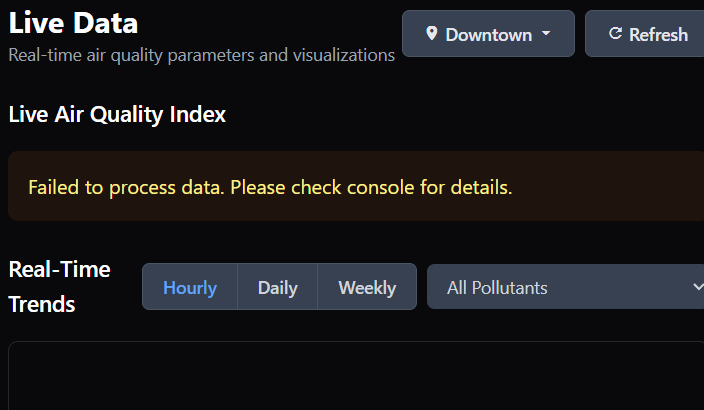 Live Data
Real-time air quality parameters and visualizations
Downtown
Refresh
Live Air Quality Index
Failed to process data. Please check console for details.
Real-Time
Trends
Hourly
Daily
Weekly
All Pollutants